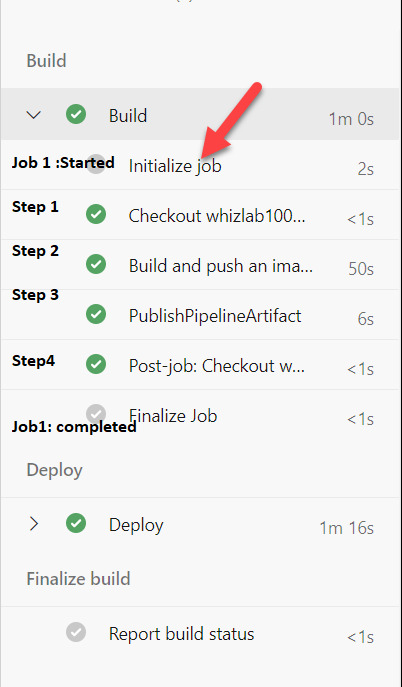 Build
Build 1m 0s
Job 1 :Started Initialize job 2s
Step 1 Checkout whizlab100... <1s
Step 2 Build and push an ima... 50s
Step 3 PublishPipelineArtifact 6s
Step4 Post-job: Checkout w... <1s
Finalize Job <1s
Job1: completed
Deploy
Deploy 1m 16s
Finalize build
Report build status <1s